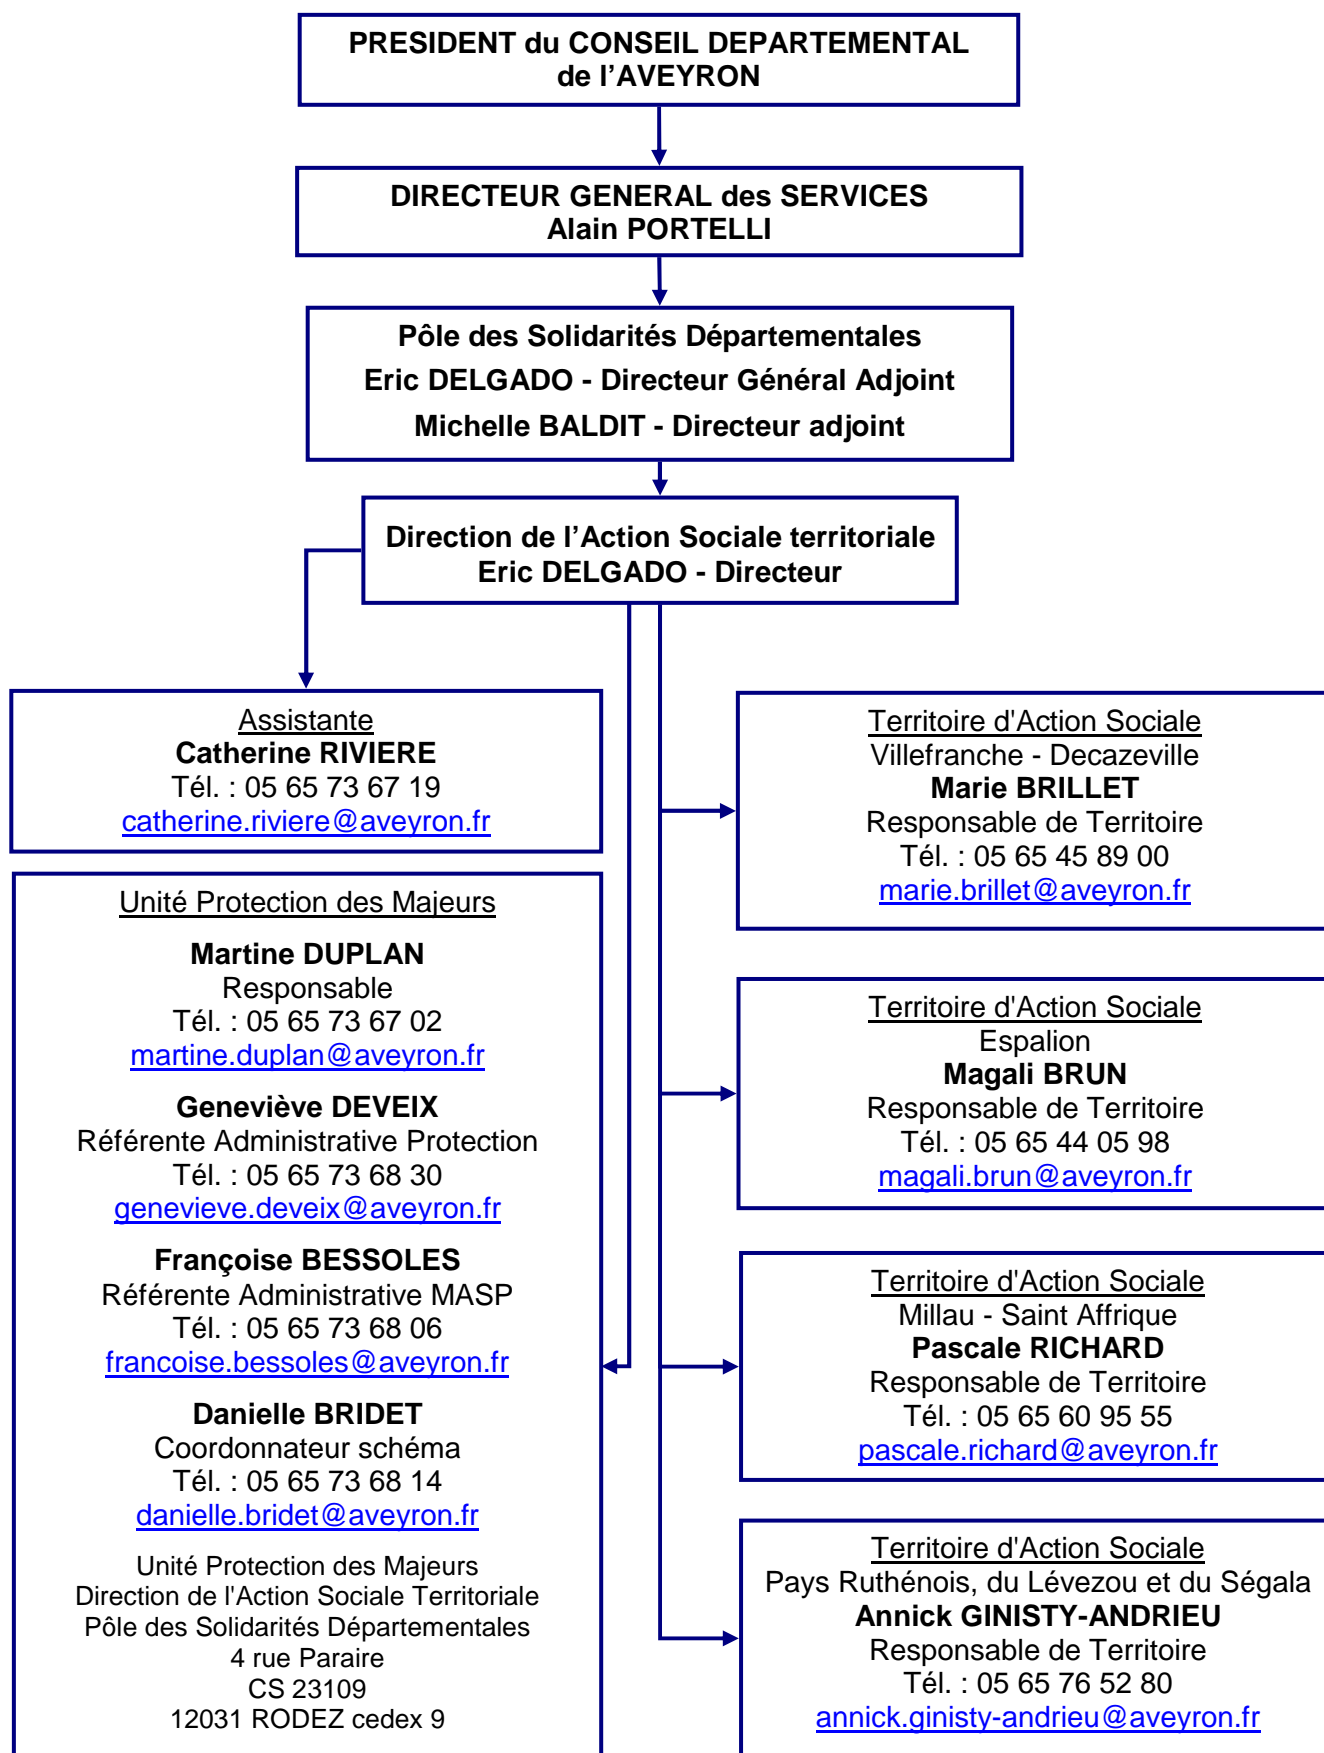 PRESIDENT du CONSEIL DEPARTEMENTAL
de l’AVEYRON
DIRECTEUR GENERAL des SERVICES
Alain PORTELLI
Pôle des Solidarités Départementales
Eric DELGADO - Directeur Général Adjoint
Michelle BALDIT - Directeur adjoint
Direction de l’Action Sociale territoriale
Eric DELGADO - Directeur
Assistante
Catherine RIVIERE
Tél. : 05 65 73 67 19
catherine.riviere@aveyron.fr
Unité Protection des Majeurs
Martine DUPLAN
Responsable
Tél. : 05 65 73 67 02
martine.duplan@aveyron.fr
Geneviève DEVEIX
Référente Administrative Protection
Tél. : 05 65 73 68 30
genevieve.deveix@aveyron.fr
Françoise BESSOLES
Référente Administrative MASP
Tél. : 05 65 73 68 06
francoise.bessoles@aveyron.fr
Danielle BRIDET
Coordonnateur schéma
Tél. : 05 65 73 68 14
danielle.bridet@aveyron.fr
Unité Protection des Majeurs
Direction de l'Action Sociale Territoriale
Pôle des Solidarités Départementales
4 rue Paraire
CS 23109
12031 RODEZ cedex 9
Territoire d'Action Sociale
Villefranche - Decazeville
Marie BRILLET
Responsable de Territoire
Tél. : 05 65 45 89 00
marie.brillet@aveyron.fr
Territoire d'Action Sociale
Espalion
Magali BRUN
Responsable de Territoire
Tél. : 05 65 44 05 98
magali.brun@aveyron.fr
Territoire d'Action Sociale
Millau - Saint Affrique
Pascale RICHARD
Responsable de Territoire
Tél. : 05 65 60 95 55
pascale.richard@aveyron.fr
Territoire d'Action Sociale
Pays Ruthénois, du Lévezou et du Ségala
Annick GINISTY-ANDRIEU
Responsable de Territoire
Tél. : 05 65 76 52 80
annick.ginisty-andrieu@aveyron.fr